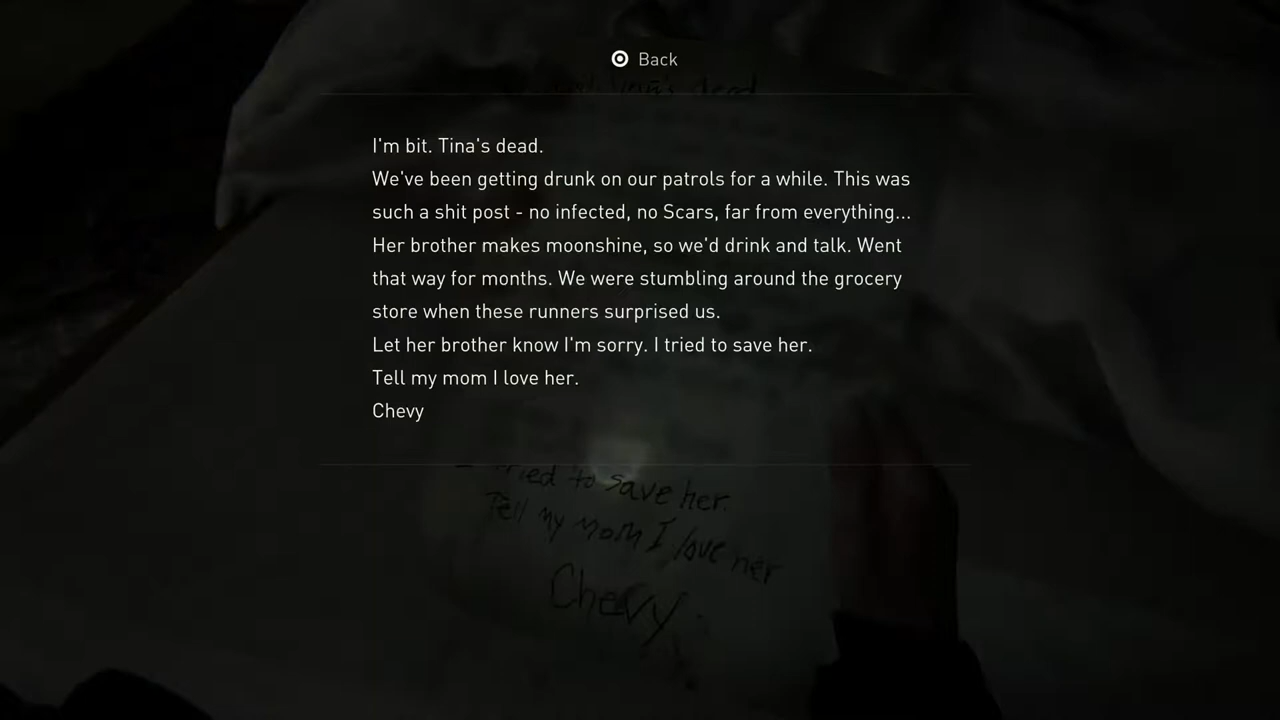 Back
I'm bit. Tina's dead.
We've been getting drunk on our patrols for a while. This was
such a shit post - no infected, no Scars, far from everything...
Her brother makes moonshine, so we'd drink and talk. Went
that way for months. We were stumbling around the grocery
store when these runners surprised us.
Let her brother know I'm sorry. I tried to save her.
Tell my mom I love her.
Chevy
tried to save her.
Tell my mom I love her
Chevy